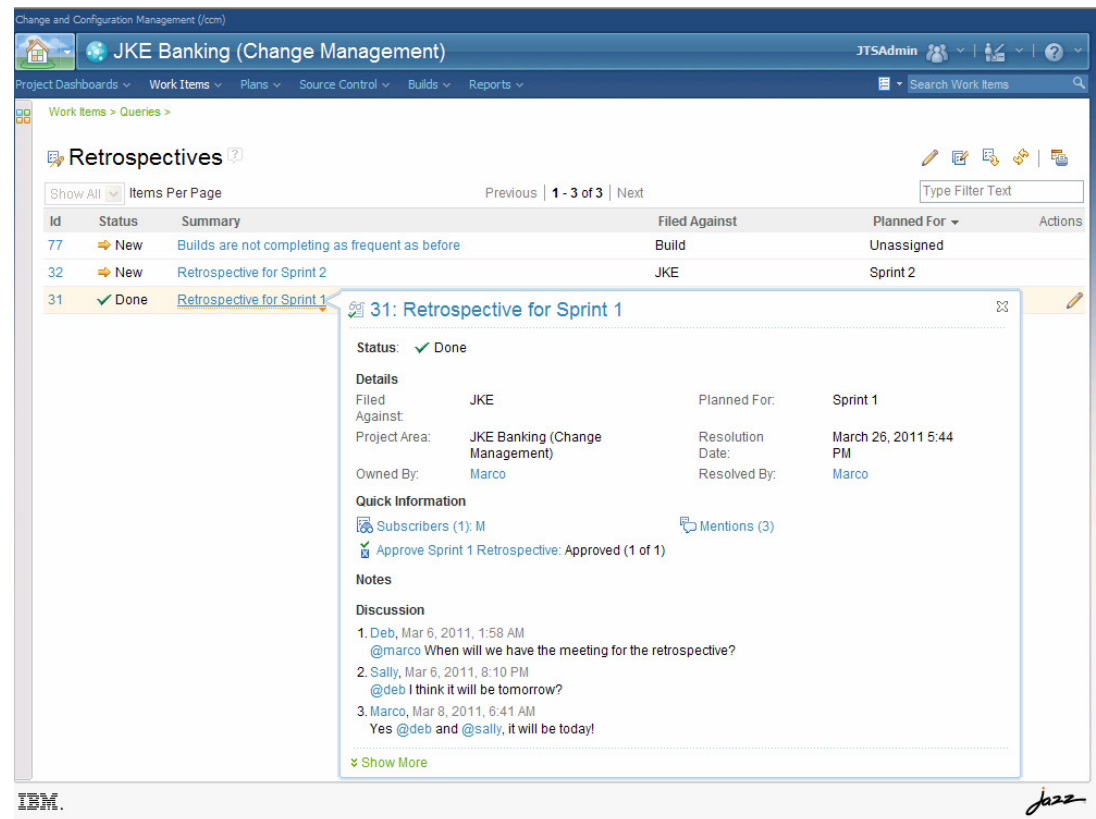 Change and Configuration Management (/ccm)
JKE Banking (Change Management)
JTSAdmin
Project Dashboards Work Items Plans Source Control Builds Reports
Search Work Items
Work Items > Queries >
Retrospectives ?
Show All Items Per Page Previous | 1 - 3 of 3 | Next Type Filter Text
Id Status Summary Filed Against Planned For Actions
77 New Builds are not completing as frequent as before Build Unassigned
32 New Retrospective for Sprint 2 JKE Sprint 2
31 Done Retrospective for Sprint 1
31: Retrospective for Sprint 1
Status: Done
Details
Filed Against: JKE Planned For: Sprint 1
Project Area: JKE Banking (Change Management) Resolution Date: March 26, 2011 5:44 PM
Owned By: Marco Resolved By: Marco
Quick Information
Subscribers (1): M Mentions (3)
Approve Sprint 1 Retrospective: Approved (1 of 1)
Notes
Discussion
1. Deb, Mar 6, 2011, 1:58 AM
@marco When will we have the meeting for the retrospective?
2. Sally, Mar 6, 2011, 8:10 PM
@deb I think it will be tomorrow?
3. Marco, Mar 8, 2011, 6:41 AM
Yes @deb and @sally, it will be today!
Show More
IBM.
jazz